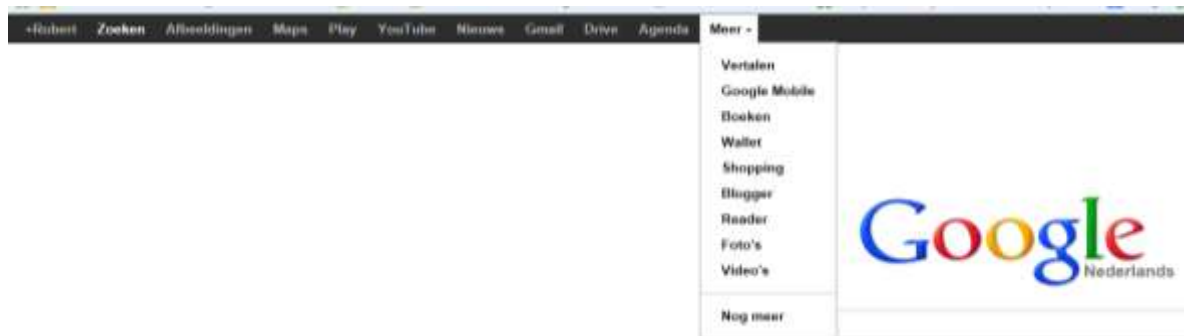 +Robert Zoeken Afbeeldingen Maps Play YouTube Nieuws Gmail Drive Agenda Meer
Vertalen
Google Mobile
Boeken
Wallet
Shopping
Blogger
Reader
Foto's
Video's
Nog meer
Google
Nederlands